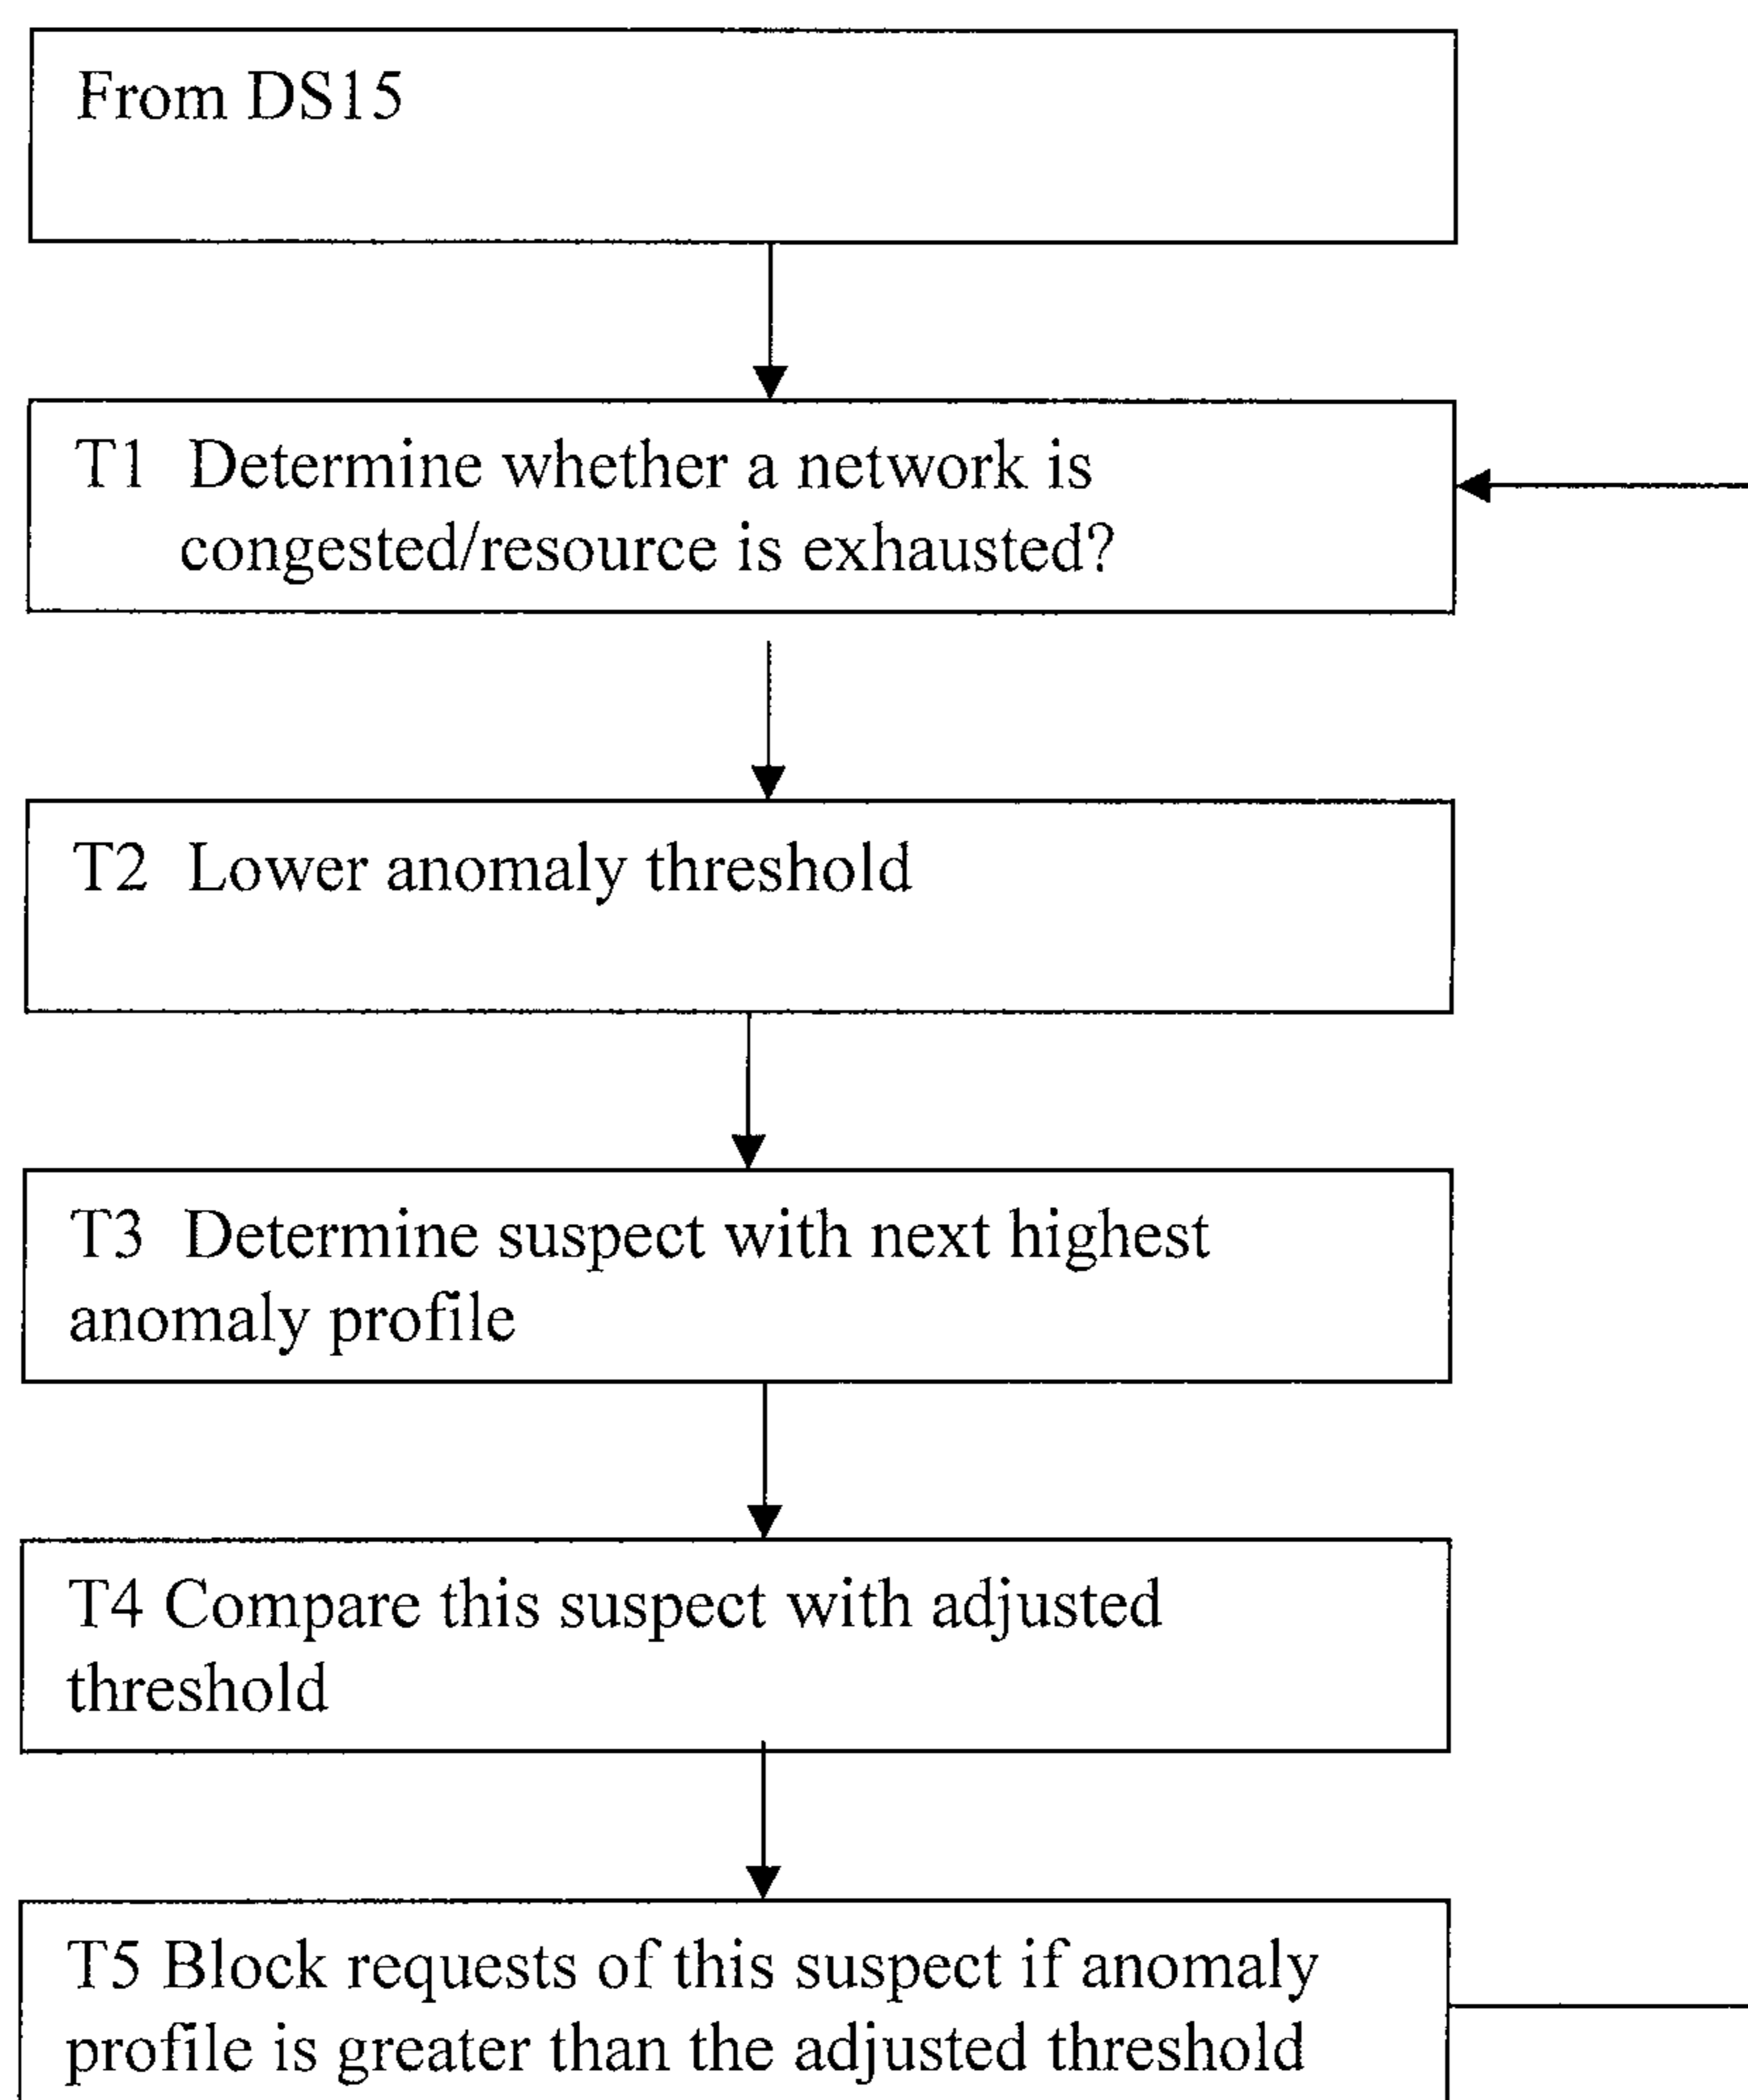 From DS15
T1 Determine whether a network is
congested/resource is exhausted?
T2 Lower anomaly threshold
T3 Determine suspect with next highest
anomaly profile
T4 Compare this suspect with adjusted
threshold
T5 Block requests of this suspect if anomaly
profile is greater than the adjusted threshold